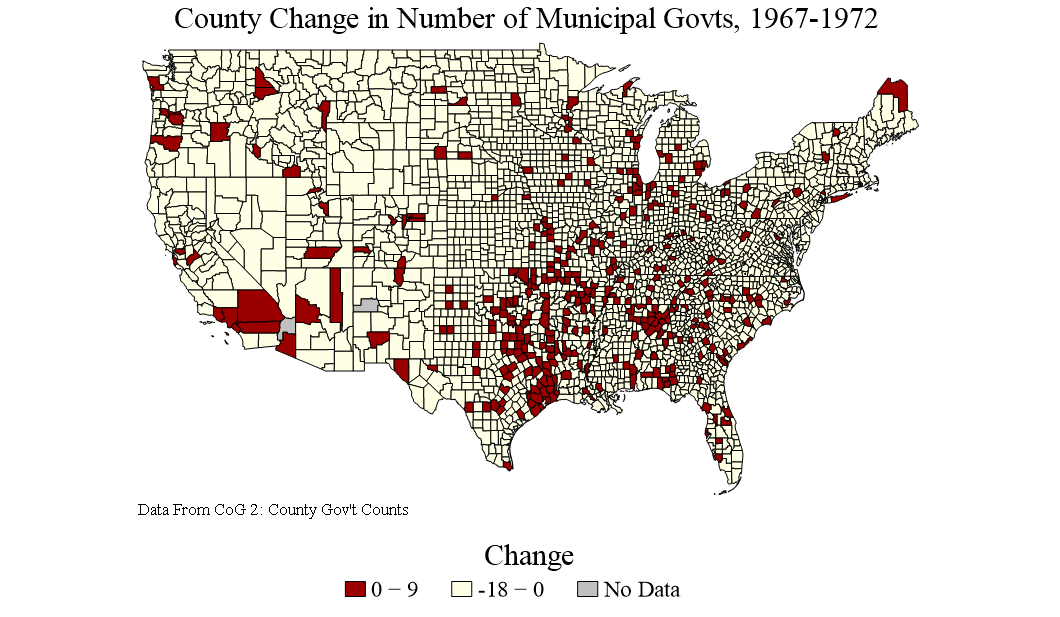 County Change in Number of Municipal Govts, 1967-1972
Data From CoG 2: County Gov't Counts
Change
0 − 9 -18 − 0 No Data